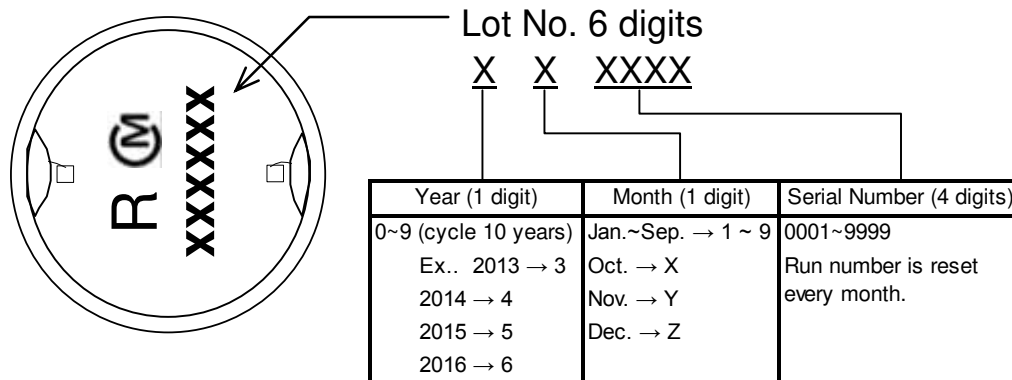 Lot No. 6 digits
X X XXXX
R M
XXXXXX
Year (1 digit) Month (1 digit) Serial Number (4 digits)
0~9 (cycle 10 years) Jan.~Sep. → 1 ~ 9 0001~9999
Ex.. 2013 → 3 Oct. → X Run number is reset
2014 → 4 Nov. → Y every month.
2015 → 5 Dec. → Z
2016 → 6